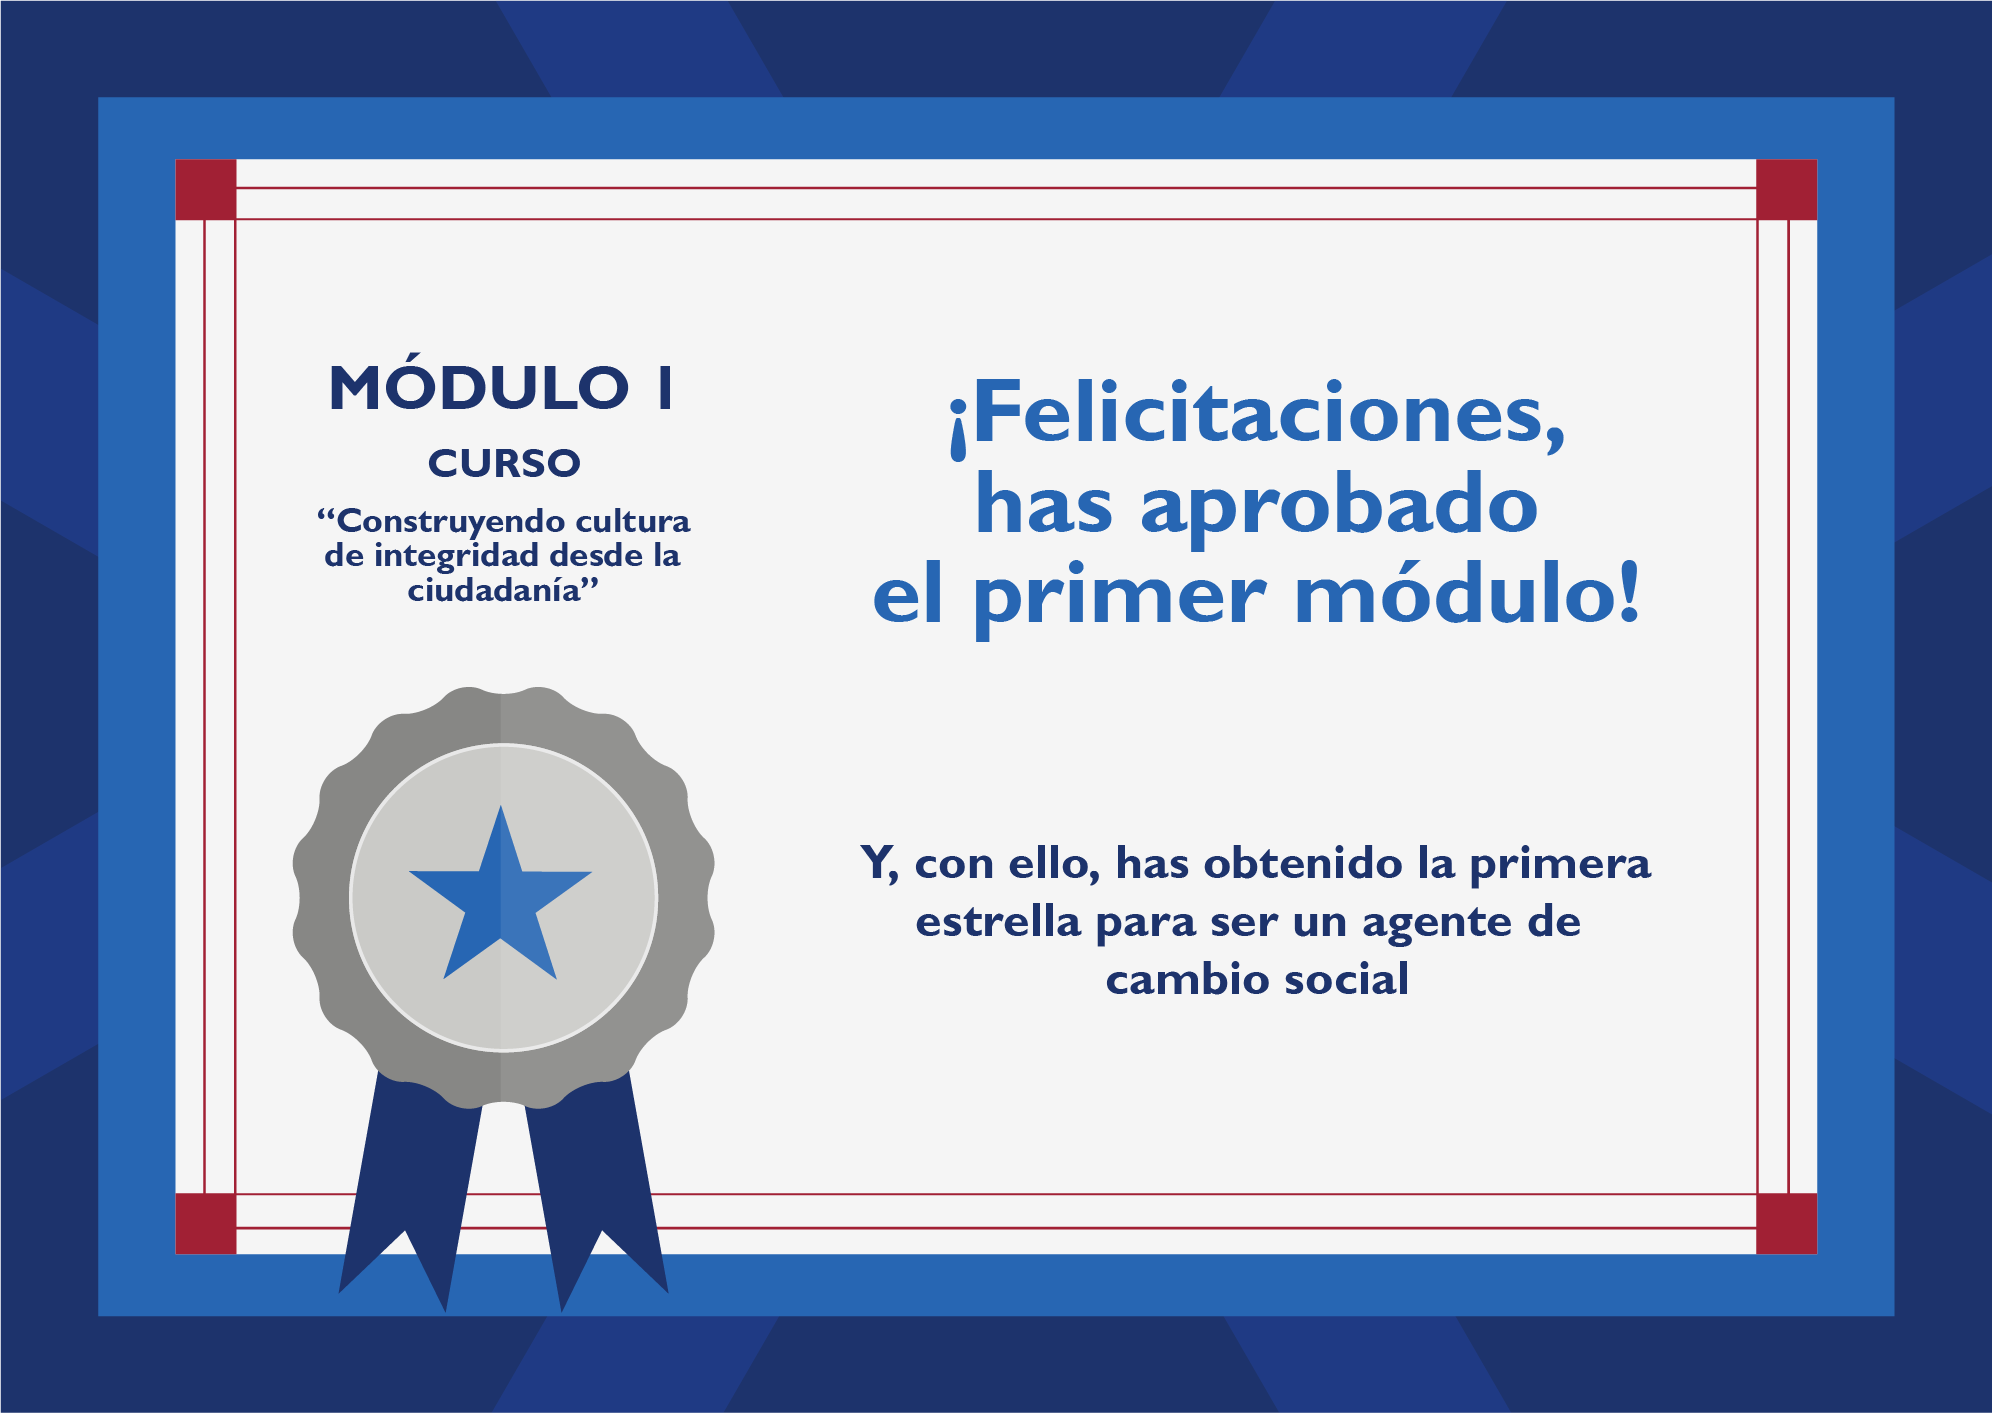 MÓDULO 1
CURSO
“Construyendo cultura
de integridad desde la
ciudadanía”
¡Felicitaciones,
has aprobado
el primer módulo!
Y, con ello, has obtenido la primera
estrella para ser un agente de
cambio social